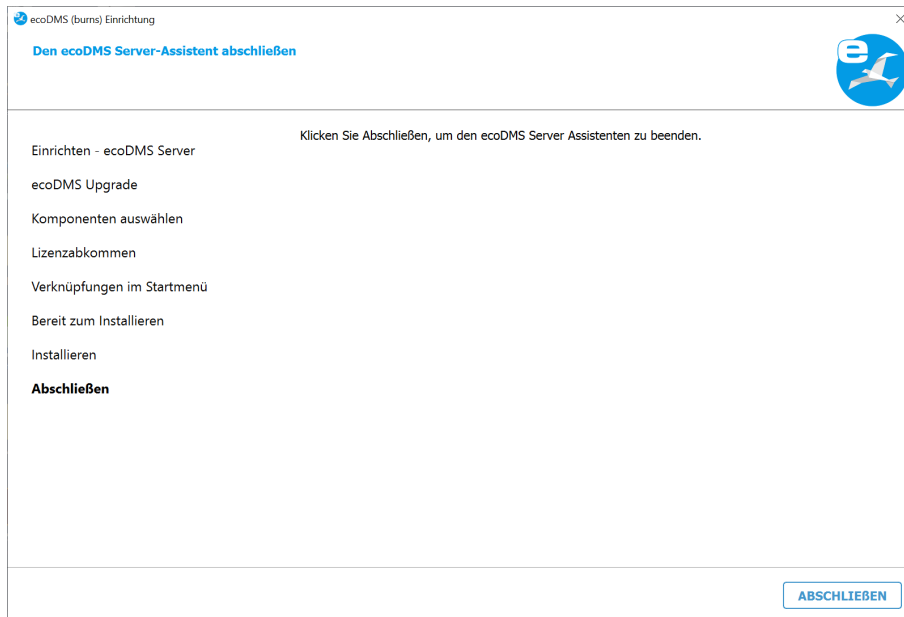 ecoDMS (burns) Einrichtung
Den ecoDMS Server-Assistent abschließen
e
Klicken Sie Abschließen, um den ecoDMS Server Assistenten zu beenden.
Einrichten - ecoDMS Server
ecoDMS Upgrade
Komponenten auswählen
Lizenzabkommen
Verknüpfungen im Startmenü
Bereit zum Installieren
Installieren
Abschließen
ABSCHLIEßEN